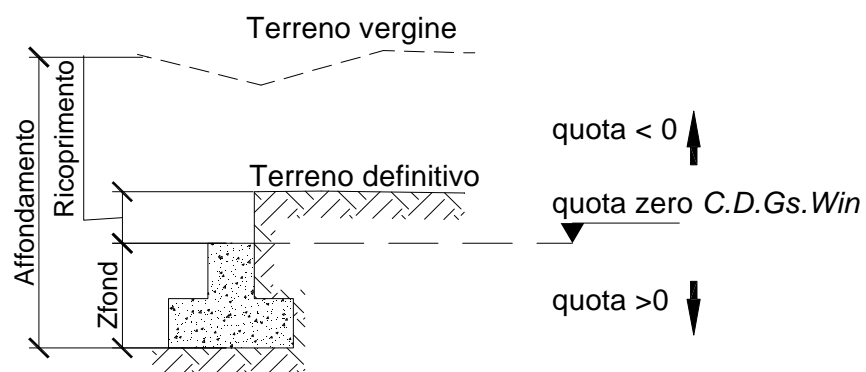 Terreno vergine
Affondamento
Ricoprimento
quota < 0
Terreno definitivo
quota zero C.D.Gs.Win
Zfond
quota >0